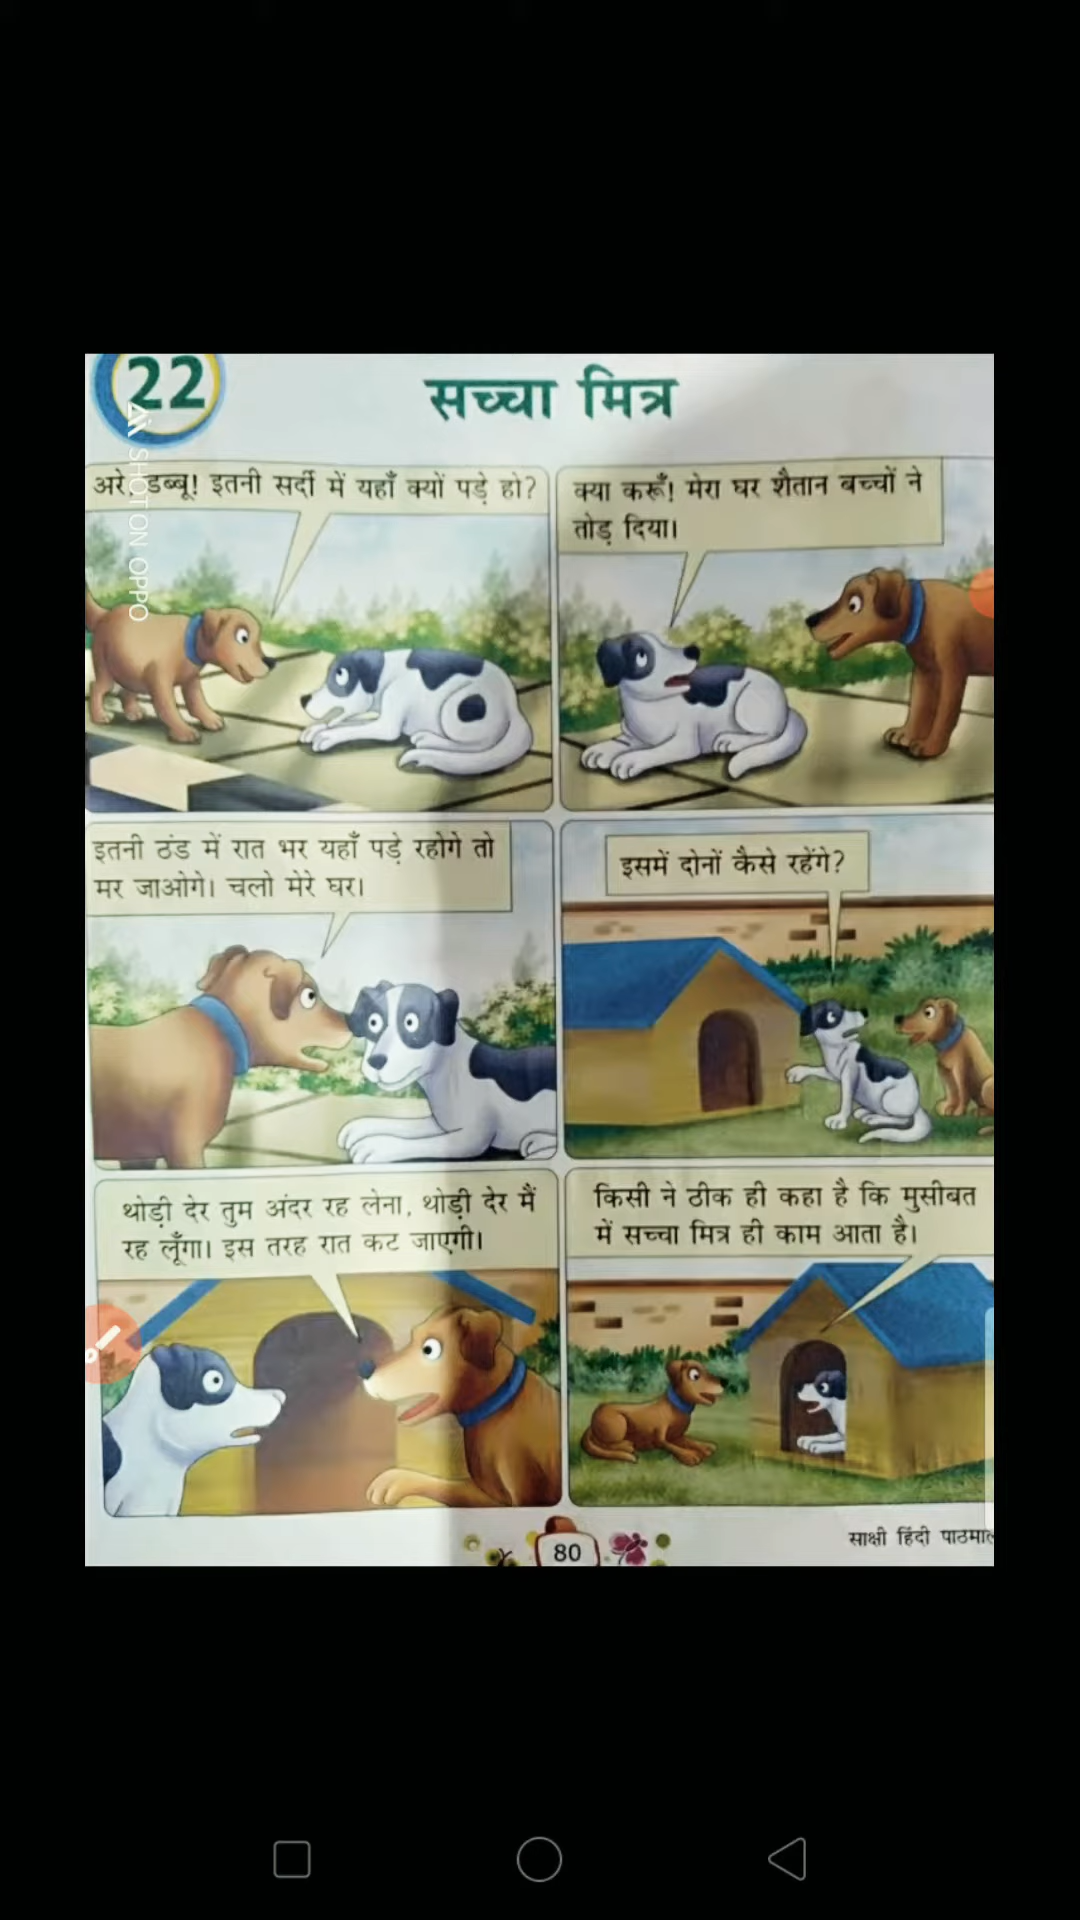 22
सच्चा मित्र
SHOT ON OPPO
अरे, डब्बू! इतनी सर्दी में यहाँ क्यों पड़े हो?
क्या करूँ! मेरा घर शैतान बच्चों ने
तोड़ दिया।
इतनी ठंड में रात भर यहाँ पड़े रहोगे तो
मर जाओगे। चलो मेरे घर।
इसमें दोनों कैसे रहेंगे?
थोड़ी देर तुम अंदर रह लेना, थोड़ी देर मैं
रह लूँगा। इस तरह रात कट जाएगी।
किसी ने ठीक ही कहा है कि मुसीबत
में सच्चा मित्र ही काम आता है।
80
साक्षी हिंदी